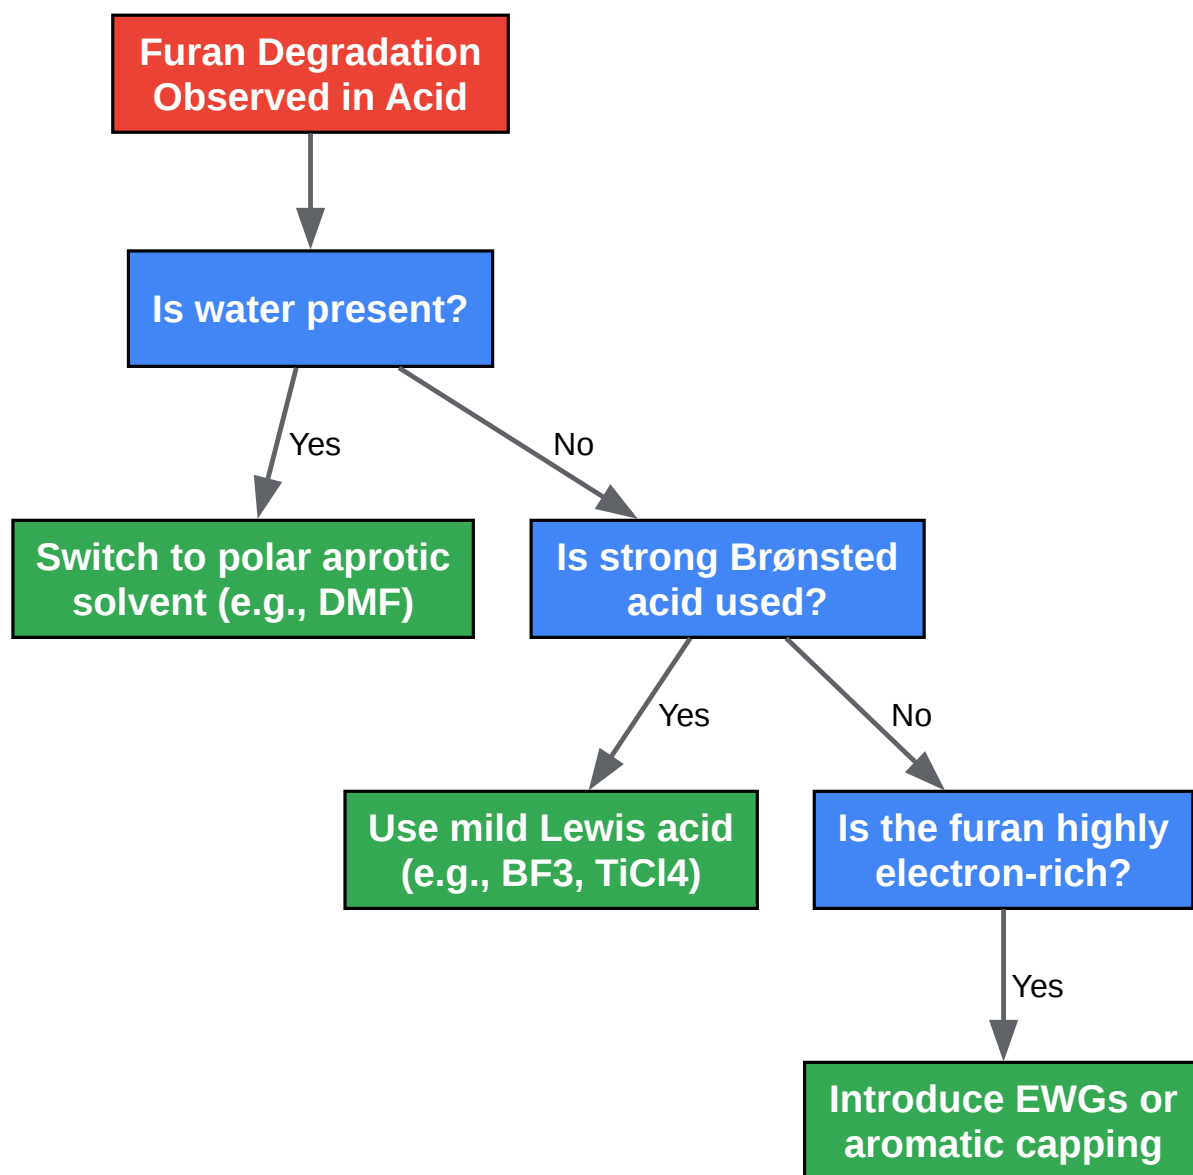 Furan Degradation
Observed in Acid
Is water present?
Yes
No
Switch to polar aprotic
solvent (e.g., DMF)
Is strong Brønsted
acid used?
Yes
No
Use mild Lewis acid
(e.g., BF3, TiCl4)
Is the furan highly
electron-rich?
Yes
Introduce EWGs or
aromatic capping